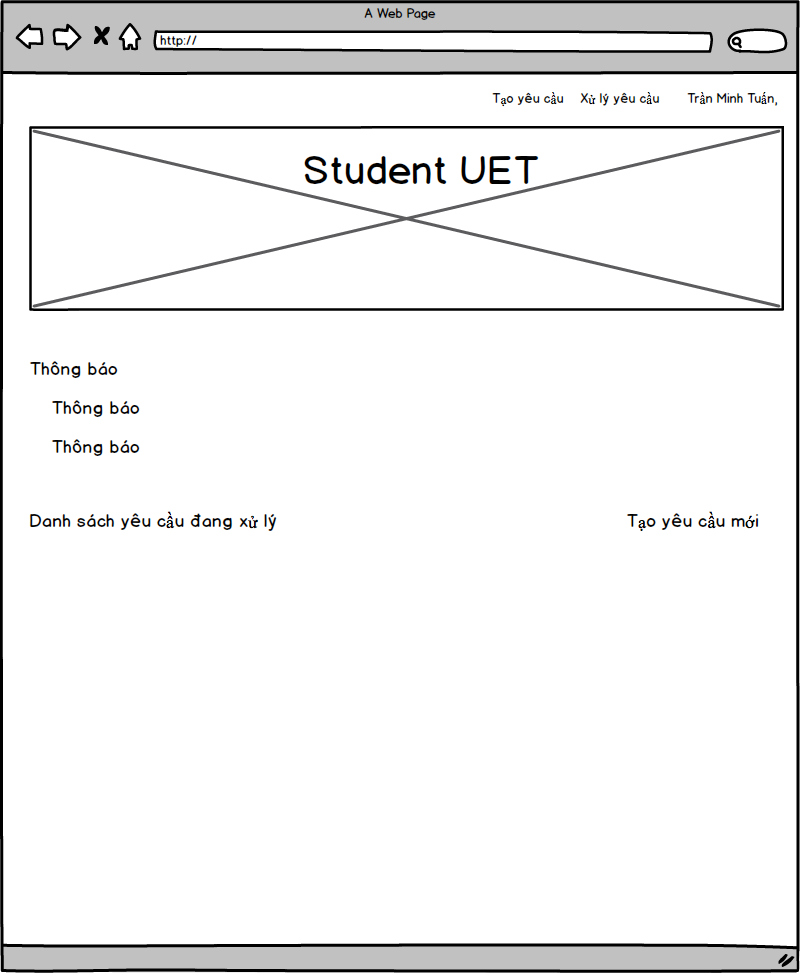 A Web Page
http://
Tạo yêu cầu Xử lý yêu cầu Trần Minh Tuấn,
Student UET
Thông báo
Thông báo
Thông báo
Danh sách yêu cầu đang xử lý Tạo yêu cầu mới